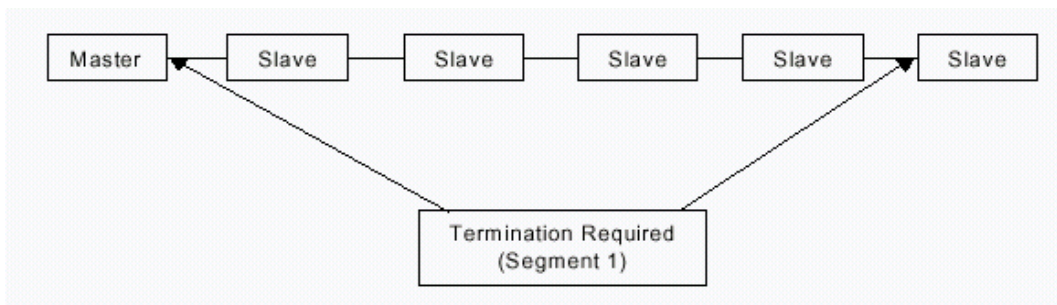 Master
Slave
Slave
Slave
Slave
Slave
Termination Required
(Segment 1)